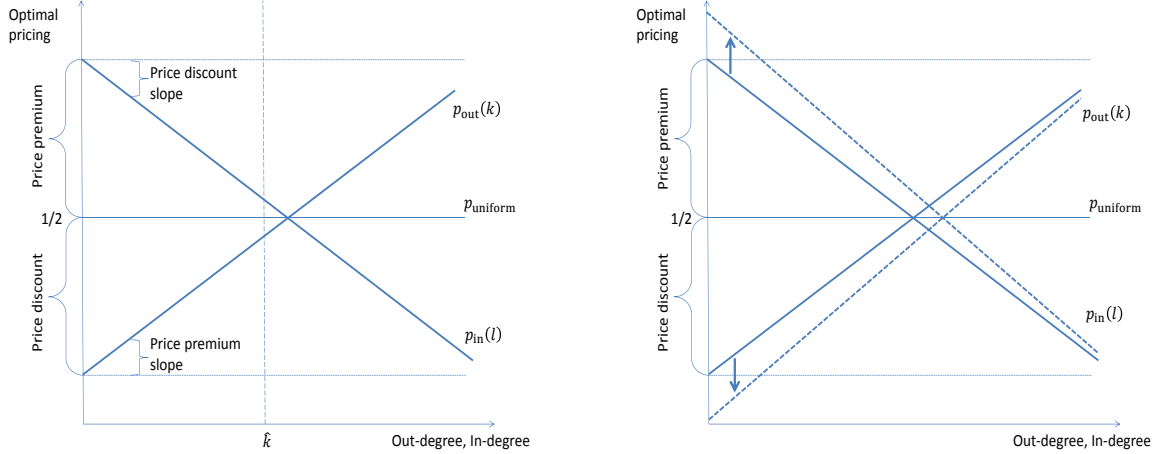 Optimal
pricing
Price premium
Price discount
slope
p_out(k)
1/2
p_uniform
Price discount
p_in(l)
Price premium
slope
k̂
Out-degree, In-degree
Optimal
pricing
Price premium
p_out(k)
1/2
p_uniform
Price discount
p_in(l)
Out-degree, In-degree